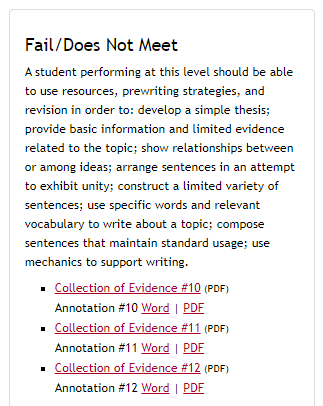 Fail/Does Not Meet
A student performing at this level should be able
to use resources, prewriting strategies, and
revision in order to: develop a simple thesis;
provide basic information and limited evidence
related to the topic; show relationships between
or among ideas; arrange sentences in an attempt
to exhibit unity; construct a limited variety of
sentences; use specific words and relevant
vocabulary to write about a topic; compose
sentences that maintain standard usage; use
mechanics to support writing.
Collection of Evidence #10 (PDF)
Annotation #10 Word | PDF
Collection of Evidence #11 (PDF)
Annotation #11 Word | PDF
Collection of Evidence #12 (PDF)
Annotation #12 Word | PDF